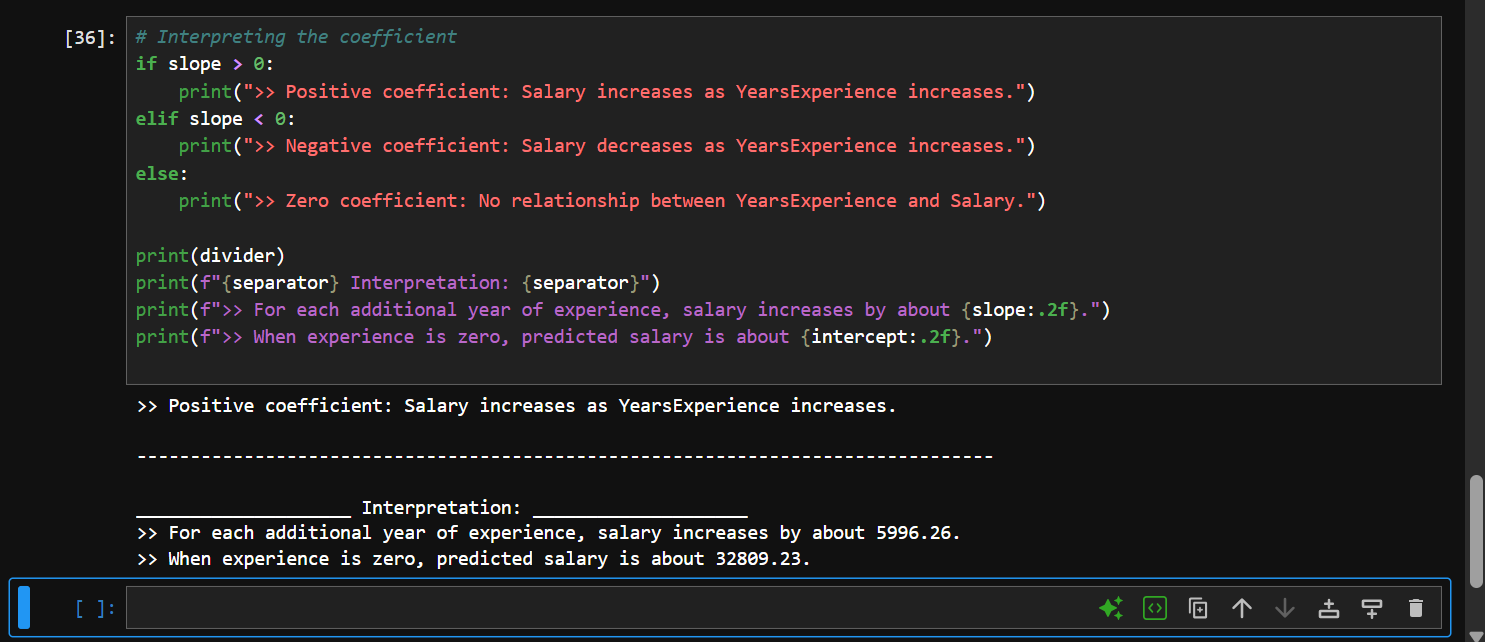 [36]:
# Interpreting the coefficient
if slope > 0:
    print(">> Positive coefficient: Salary increases as YearsExperience increases.")
elif slope < 0:
    print(">> Negative coefficient: Salary decreases as YearsExperience increases.")
else:
    print(">> Zero coefficient: No relationship between YearsExperience and Salary.")

print(divider)
print(f"{separator} Interpretation: {separator}")
print(f">> For each additional year of experience, salary increases by about {slope:.2f}.")
print(f">> When experience is zero, predicted salary is about {intercept:.2f}.")
>> Positive coefficient: Salary increases as YearsExperience increases.
--------------------------------------------------------------------------------
____________________ Interpretation: ____________________
>> For each additional year of experience, salary increases by about 5996.26.
>> When experience is zero, predicted salary is about 32809.23.
[ ]: